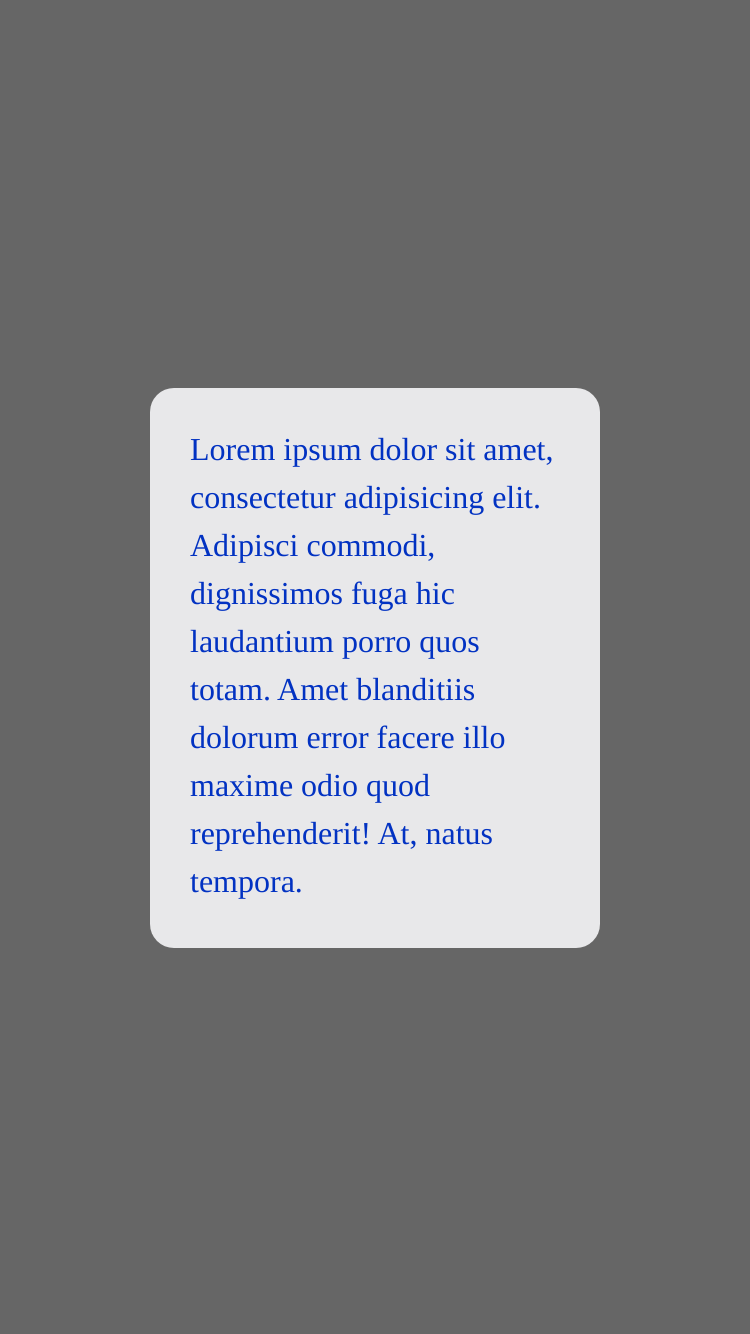 Lorem ipsum dolor sit amet,
consectetur adipisicing elit.
Adipisci commodi,
dignissimos fuga hic
laudantium porro quos
totam. Amet blanditiis
dolorum error facere illo
maxime odio quod
reprehenderit! At, natus
tempora.